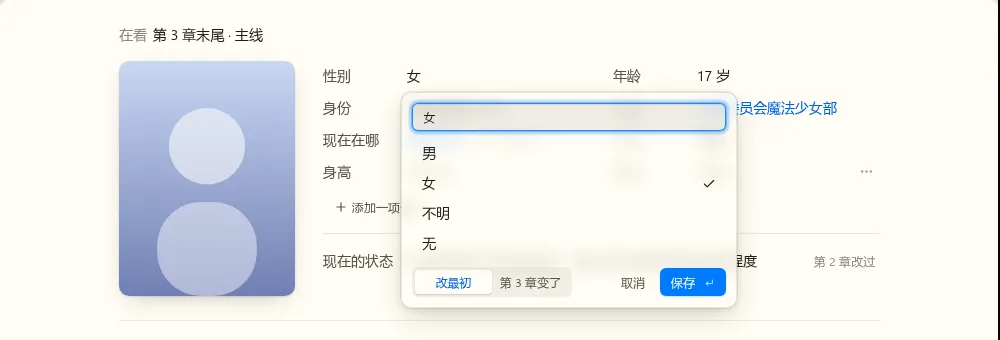 在看 第 3 章末尾 · 主线
性别 女 年龄 17 岁
身份 员会魔法少女部
女
现在在哪
男
身高 ···
女
+ 添加一项
不明
无
现在的状态 程度 第 2 章改过
改最初 第 3 章变了 取消 保存 ↵